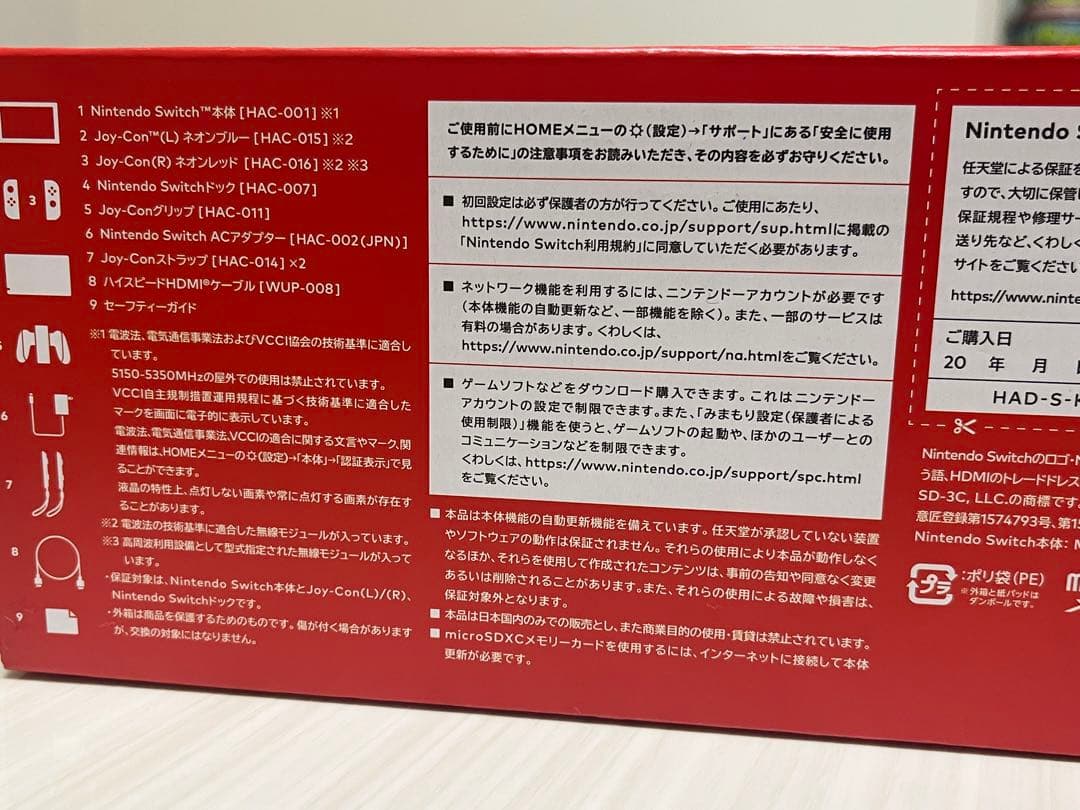 1 Nintendo Switch™本体 [HAC-001] ※1
2 Joy-Con™(L) ネオンブルー [HAC-015] ※2
3 Joy-Con(R) ネオンレッド [HAC-016] ※2 ※3
4 Nintendo Switchドック [HAC-007]
5 Joy-Conグリップ [HAC-011]
6 Nintendo Switch ACアダプター [HAC-002(JPN)]
7 Joy-Conストラップ [HAC-014] ×2
8 ハイスピードHDMI®ケーブル [WUP-008]
9 セーフティーガイド
※1 電波法、電気通信事業法およびVCCI協会の技術基準に適合し
ています。
5150-5350MHzの屋外での使用は禁止されています。
VCCI自主規制措置運用規程に基づく技術基準に適合した
マークを画面に電子的に表示しています。
電波法、電気通信事業法、VCCIの適合に関する文言やマーク、関
連情報は、HOMEメニューの(設定)→「本体」→「認証表示」で見
ることができます。
液晶の特性上、点灯しない画素や常に点灯する画素が存在す
ることがあります。
※2 電波法の技術基準に適合した無線モジュールが入っています。
※3 高周波利用設備として型式指定された無線モジュールが入って
います。
・保証対象は、Nintendo Switch本体とJoy-Con(L)/(R)、
Nintendo Switchドックです。
・外箱は商品を保護するためのものです。傷が付く場合があります
が、交換の対象にはなりません。
3
6
7
8
9
ご使用前にHOMEメニューの(設定)→「サポート」にある「安全に使用
するために」の注意事項をお読みいただき、その内容を必ずお守りください。
■ 初回設定は必ず保護者の方が行ってください。ご使用にあたり、
https://www.nintendo.co.jp/support/sup.htmlに掲載の
「Nintendo Switch利用規約」に同意していただく必要があります。
■ ネットワーク機能を利用するには、ニンテンドーアカウントが必要です
(本体機能の自動更新など、一部機能を除く)。また、一部のサービスは
有料の場合があります。くわしくは、
https://www.nintendo.co.jp/support/na.htmlをご覧ください。
■ ゲームソフトなどをダウンロード購入できます。これはニンテンドー
アカウントの設定で制限できます。また、「みまもり設定(保護者による
使用制限)」機能を使うと、ゲームソフトの起動や、ほかのユーザーとの
コミュニケーションなどを制限できます。
くわしくは、https://www.nintendo.co.jp/support/spc.html
をご覧ください。
■ 本品は本体機能の自動更新機能を備えています。任天堂が承認していない装置
やソフトウェアの動作は保証されません。それらの使用により本品が動作しなく
なるほか、それらを使用して作成されたコンテンツは、事前の告知や同意なく変更
あるいは削除されることがあります。また、それらの使用による故障や損害は、
保証対象外となります。
■ 本品は日本国内のみでの販売とし、また商業目的の使用・賃貸は禁止されています。
■ microSDXCメモリーカードを使用するには、インターネットに接続して本体
更新が必要です。
Nintendo S
任天堂による保証を
すので、大切に保管し
保証規程や修理サー
送り先など、くわしく
サイトをご覧ください
https://www.ninte
ご購入日
20 年 月
HAD-S-K
Nintendo Switchのロゴ・N
う語、HDMIのトレードドレス
SD-3C, LLC.の商標です。
意匠登録第1574793号、第15
Nintendo Switch本体: M
プラ
:ポリ袋(PE)
※外箱と紙パッドは
ダンボールです。